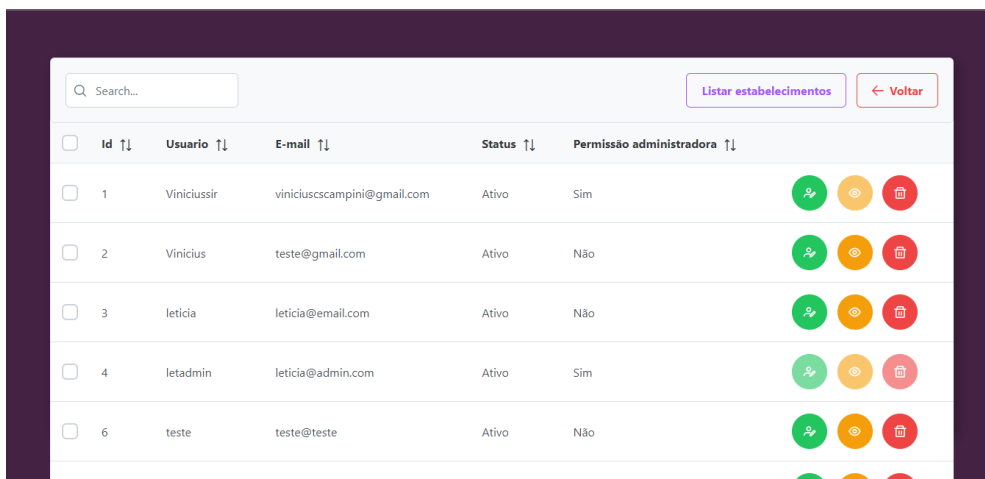 Search...
Listar estabelecimentos
← Voltar
Id Usuario E-mail Status Permissão administradora
1 Viniciussir viniciuscscampini@gmail.com Ativo Sim
2 Vinicius teste@gmail.com Ativo Não
3 leticia leticia@email.com Ativo Não
4 letadmin leticia@admin.com Ativo Sim
6 teste teste@teste Ativo Não